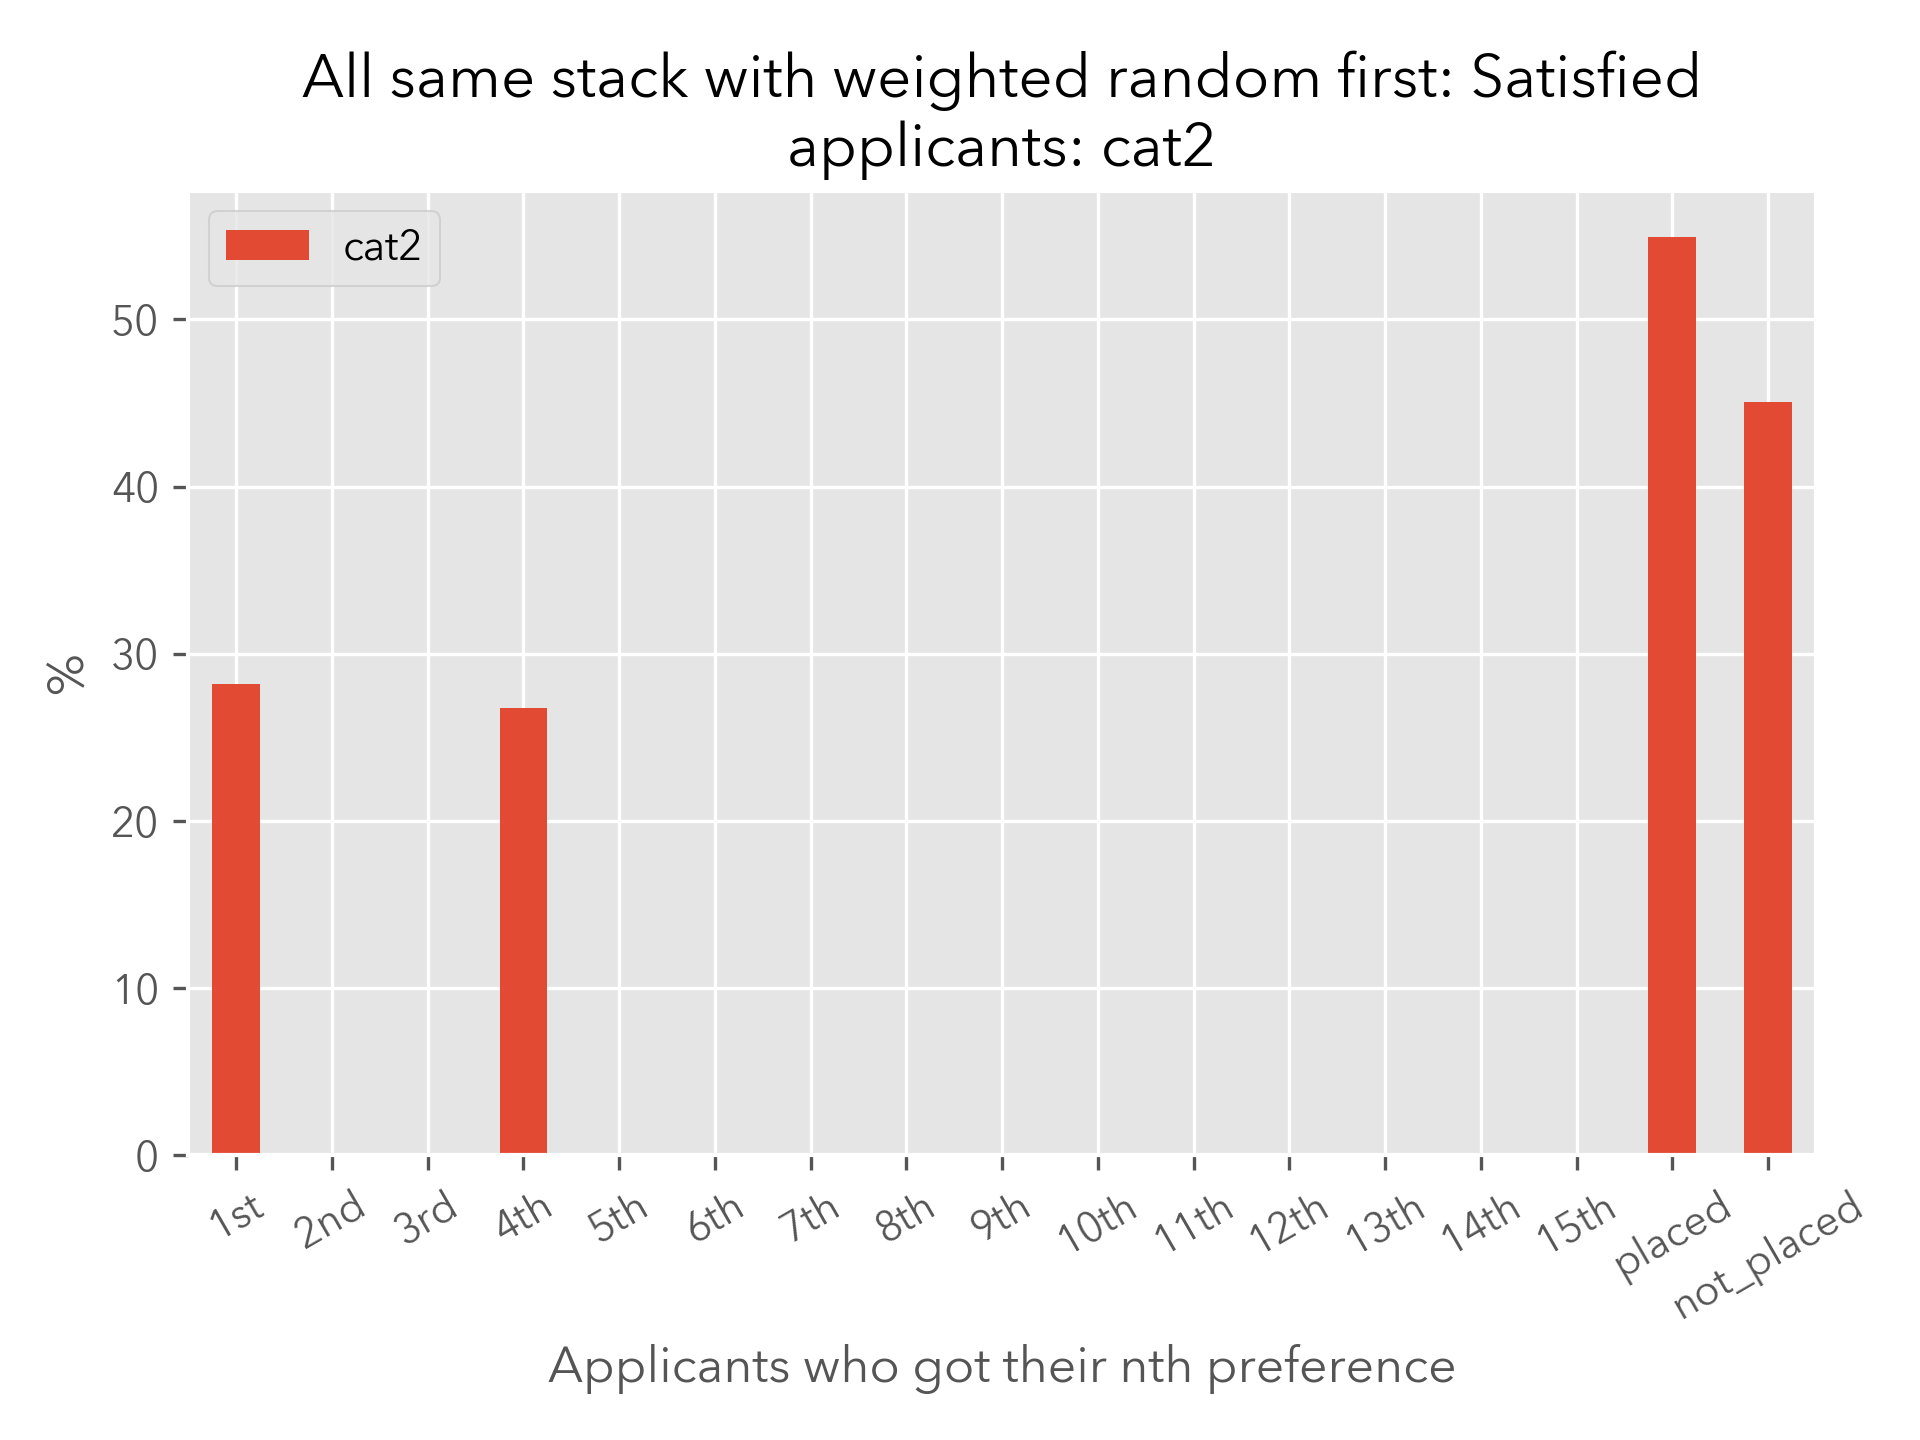 All same stack with weighted random first: Satisfied
applicants: cat2
cat2
%
50
40
30
20
10
0
1st 2nd 3rd 4th 5th 6th 7th 8th 9th 10th 11th 12th 13th 14th 15th placed not_placed
Applicants who got their nth preference